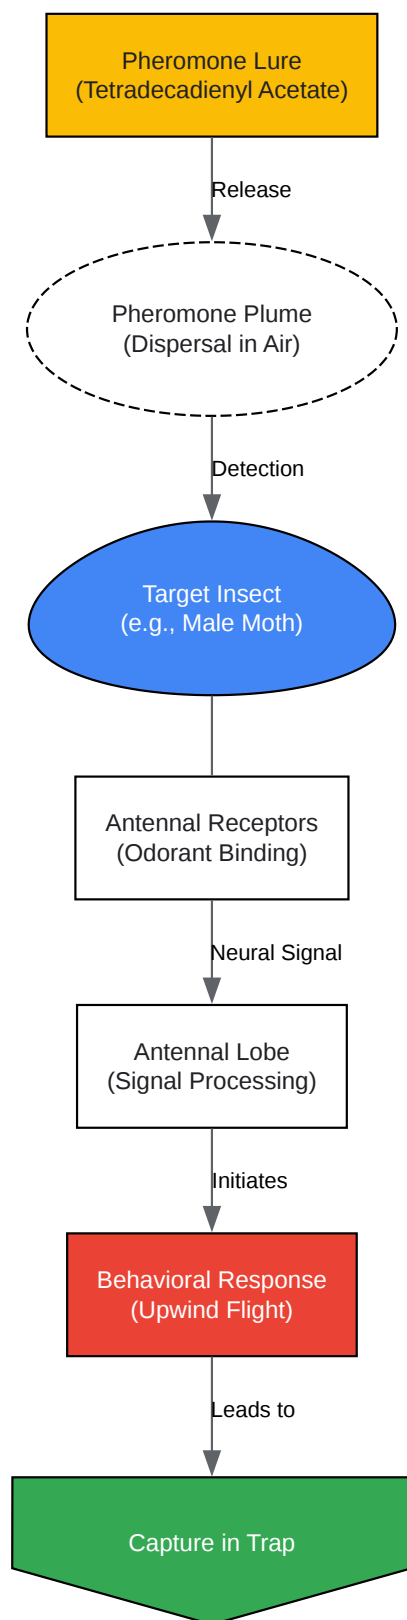 Pheromone Lure
(Tetradecadienyl Acetate)
Release
Pheromone Plume
(Dispersal in Air)
Detection
Target Insect
(e.g., Male Moth)
Antennal Receptors
(Odorant Binding)
Neural Signal
Antennal Lobe
(Signal Processing)
Initiates
Behavioral Response
(Upwind Flight)
Leads to
Capture in Trap